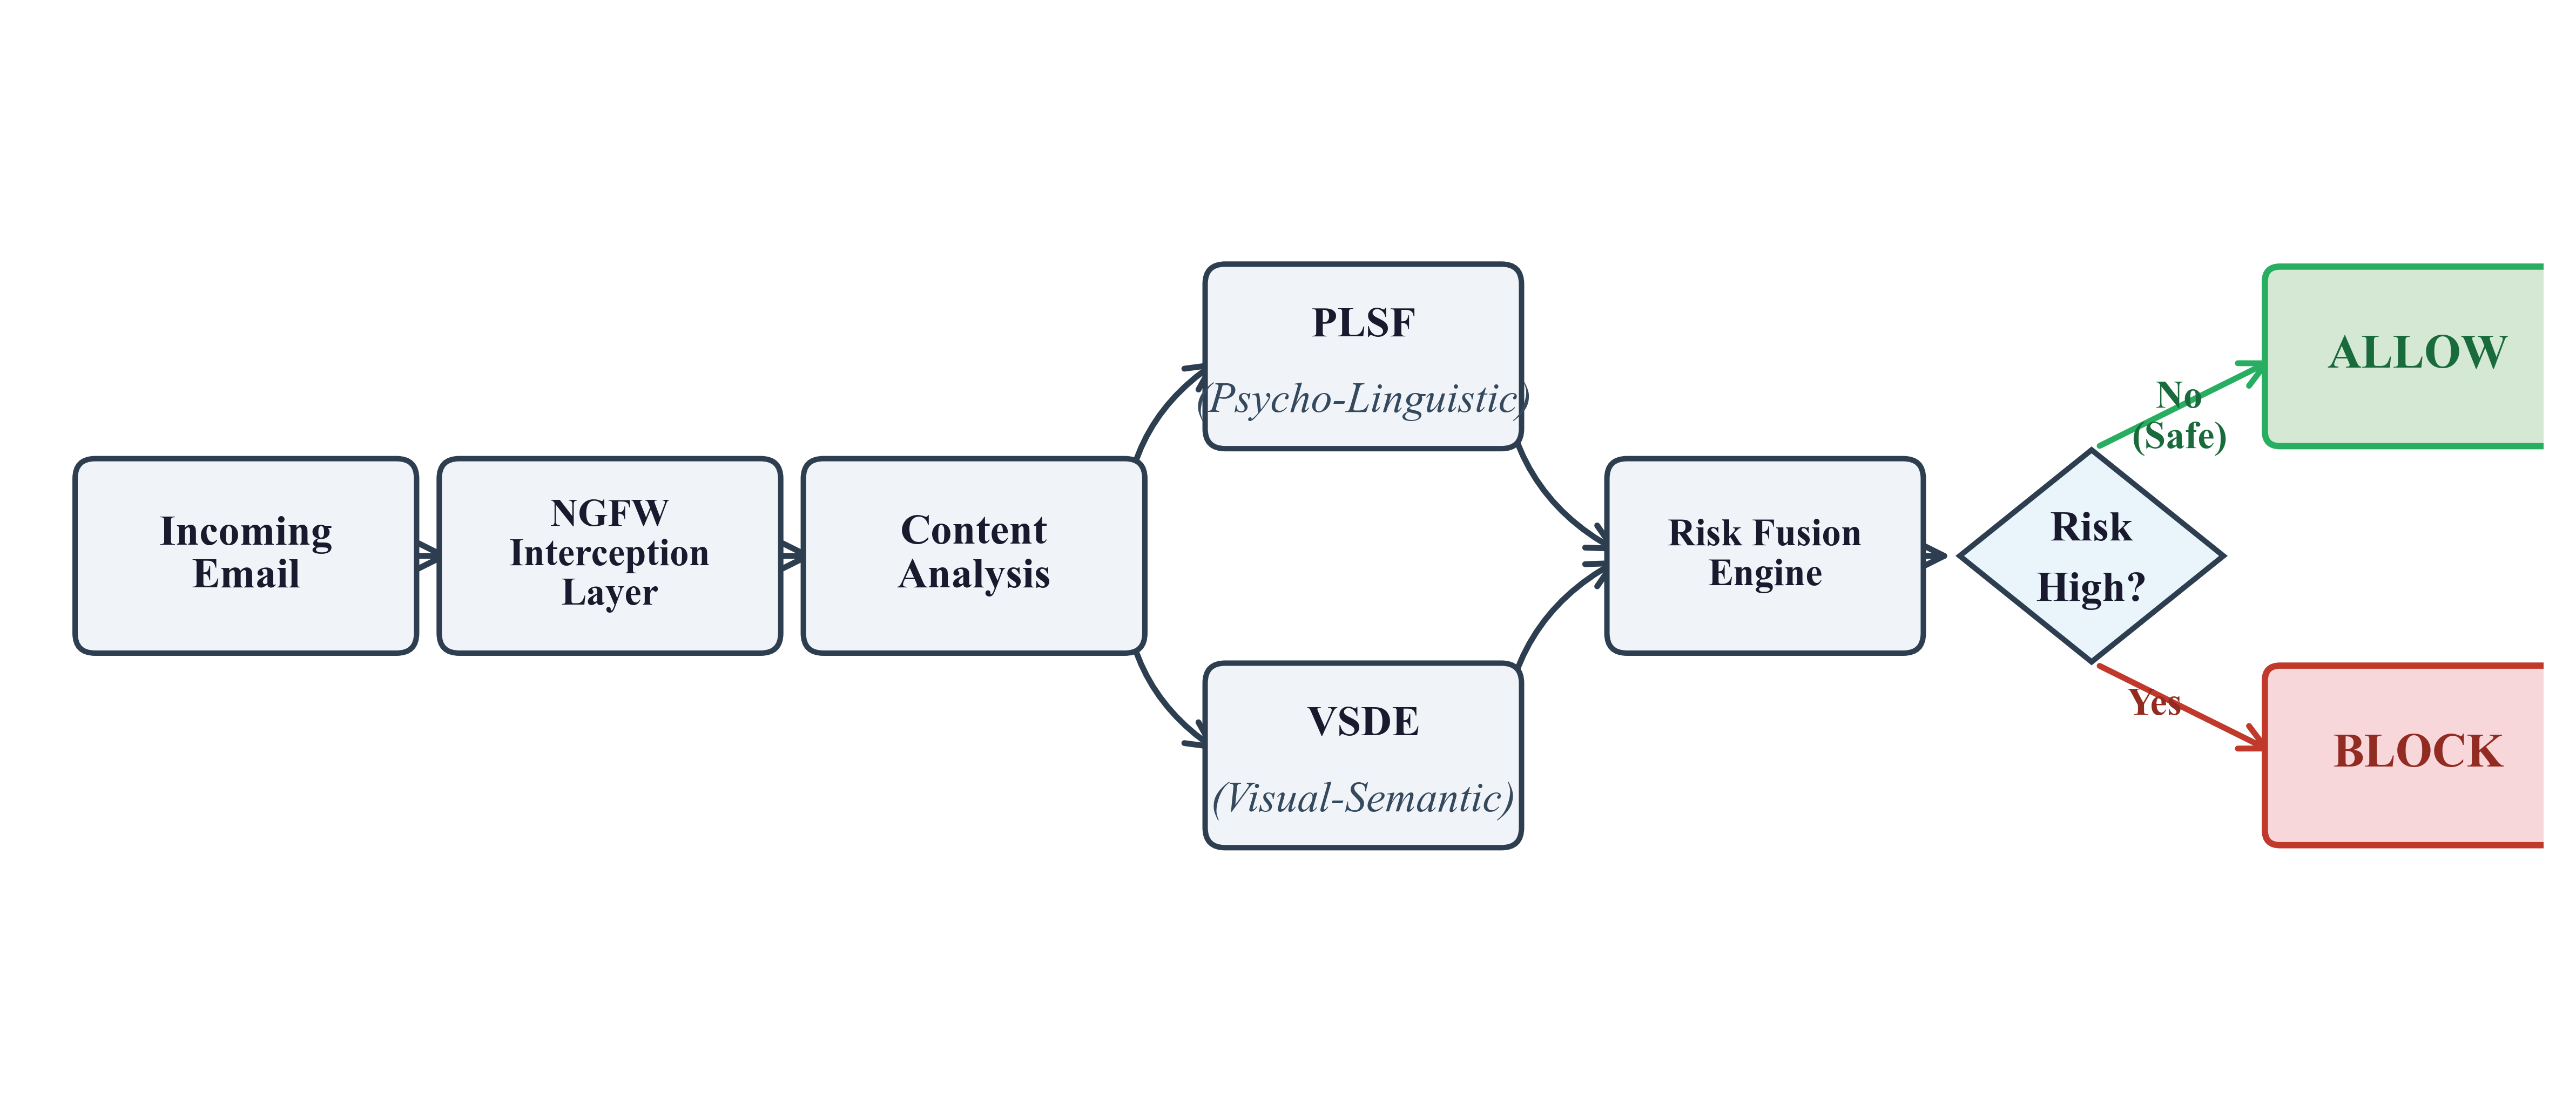 Incoming
Email
NGFW
Interception
Layer
Content
Analysis
PLSF
(Psycho-Linguistic)
VSDE
(Visual-Semantic)
Risk Fusion
Engine
Risk
High?
No
(Safe)
Yes
ALLOW
BLOCK